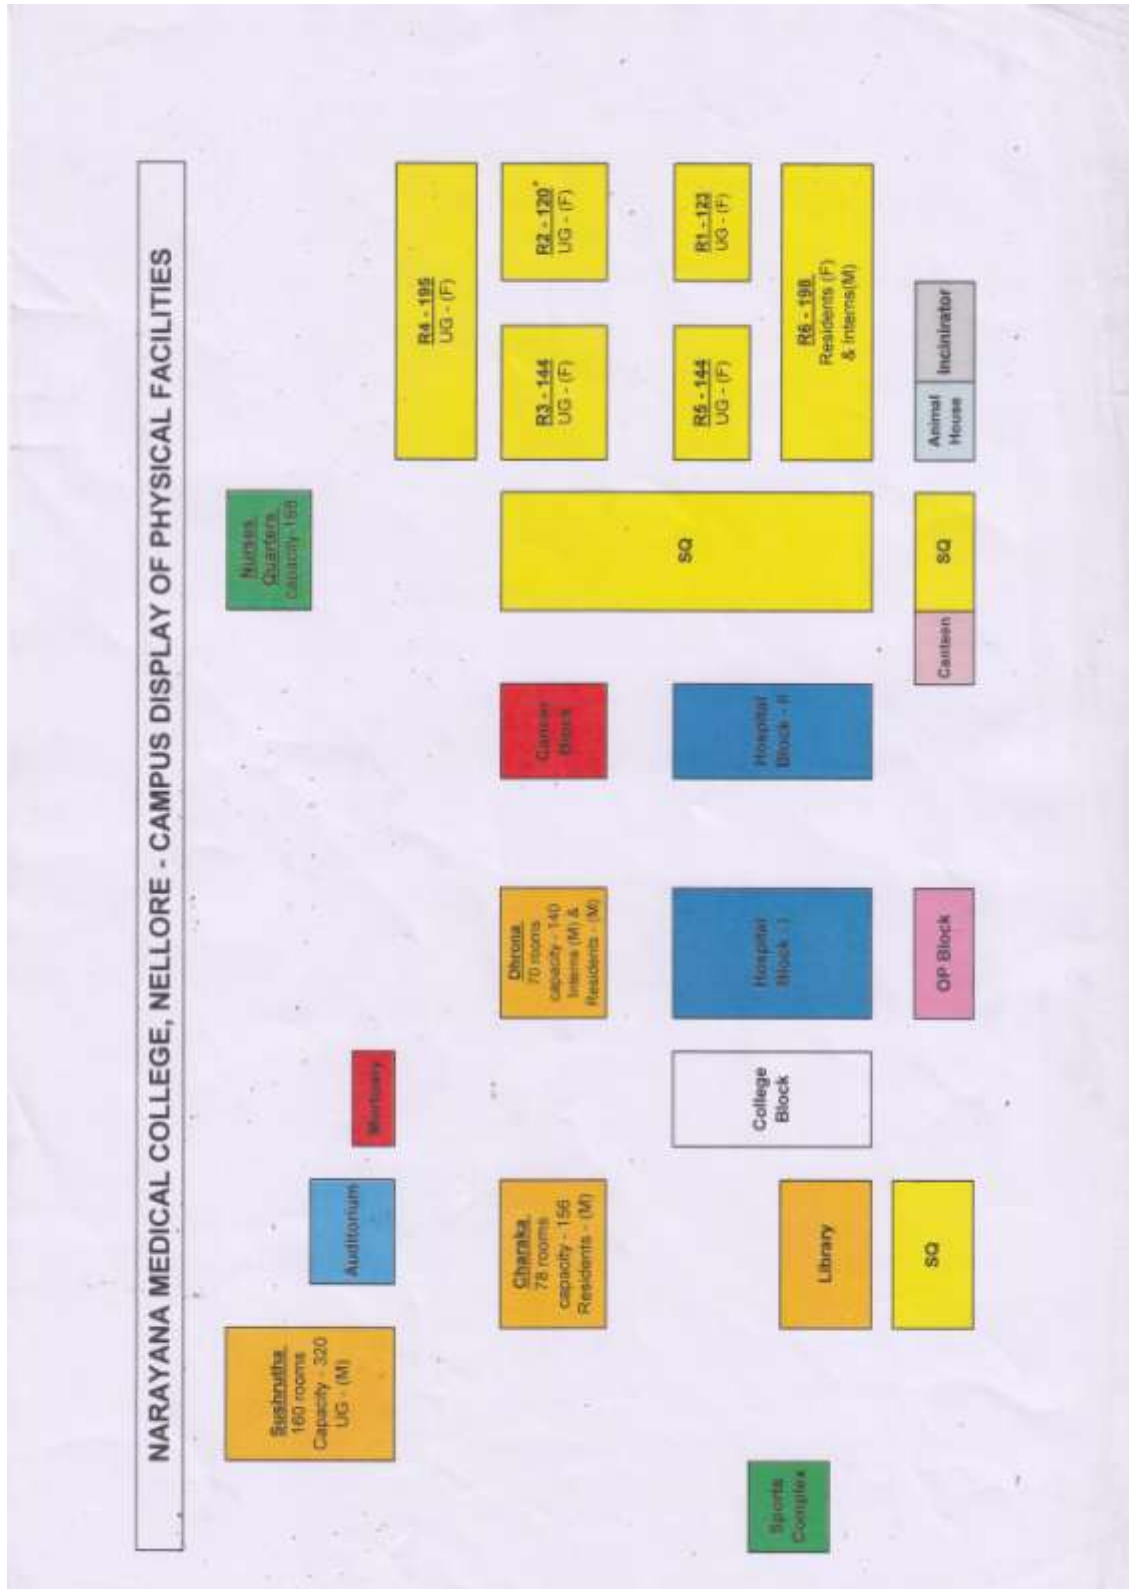 NARAYANA MEDICAL COLLEGE, NELLORE - CAMPUS DISPLAY OF PHYSICAL FACILITIES
Sushrutha
160 rooms
Capacity - 320
UG - (M)
Auditorium
Mortuary
Nurses
Quarters
capacity
R4 - 195
UG - (F)
Charaka
78 rooms
capacity - 156
Residents - (M)
Dhrona
70 rooms
capacity - 140
Interns (M) &
Residents - (M)
Cancer
Block
SQ
R3 - 144
UG - (F)
R2 - 120*
UG - (F)
College
Block
Hospital
Block - I
Hospital
Block - II
R5 - 144
UG - (F)
R1 - 123
UG - (F)
Sports
Complex
Library
R6 - 198
Residents (F)
& Interns(M)
SQ
OP Block
Canteen
SQ
Animal
House
Incinirator